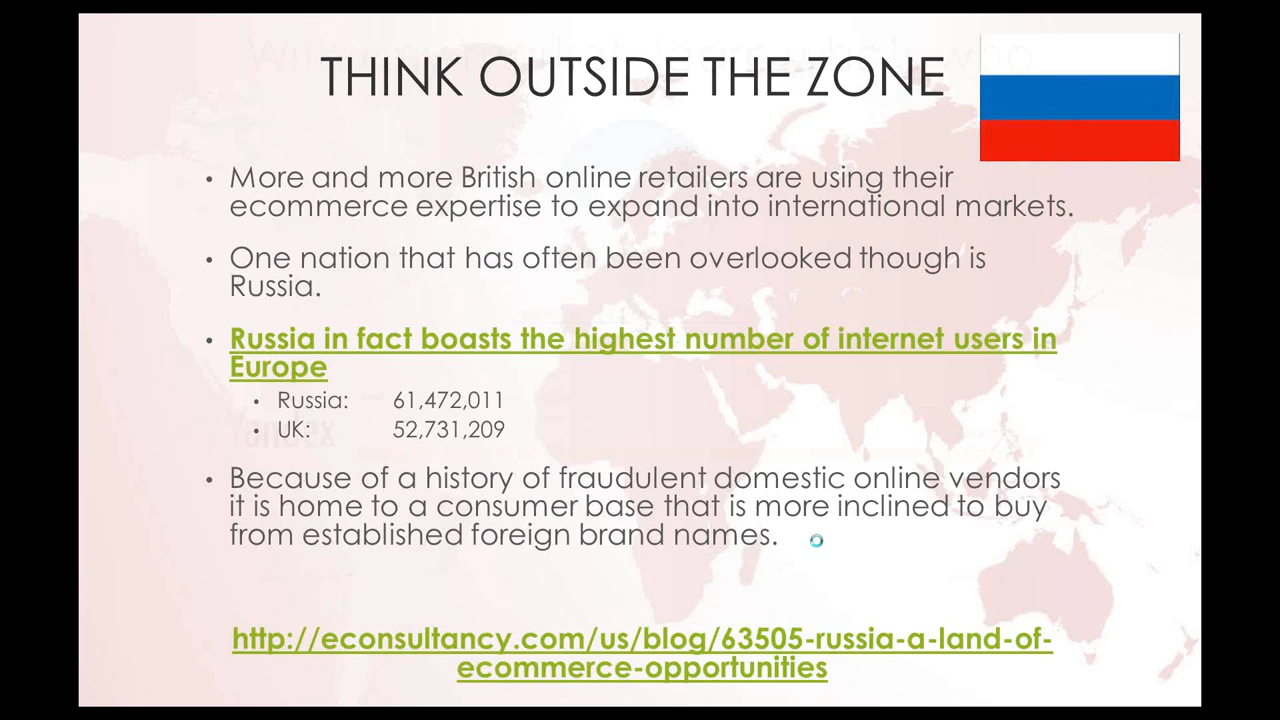 THINK OUTSIDE THE ZONE
• More and more British online retailers are using their
ecommerce expertise to expand into international markets.
• One nation that has often been overlooked though is
Russia.
• Russia in fact boasts the highest number of internet users in
Europe
• Russia: 61,472,011
• UK: 52,731,209
Yandex
• Because of a history of fraudulent domestic online vendors
it is home to a consumer base that is more inclined to buy
from established foreign brand names.
http://econsultancy.com/us/blog/63505-russia-a-land-of-
ecommerce-opportunities